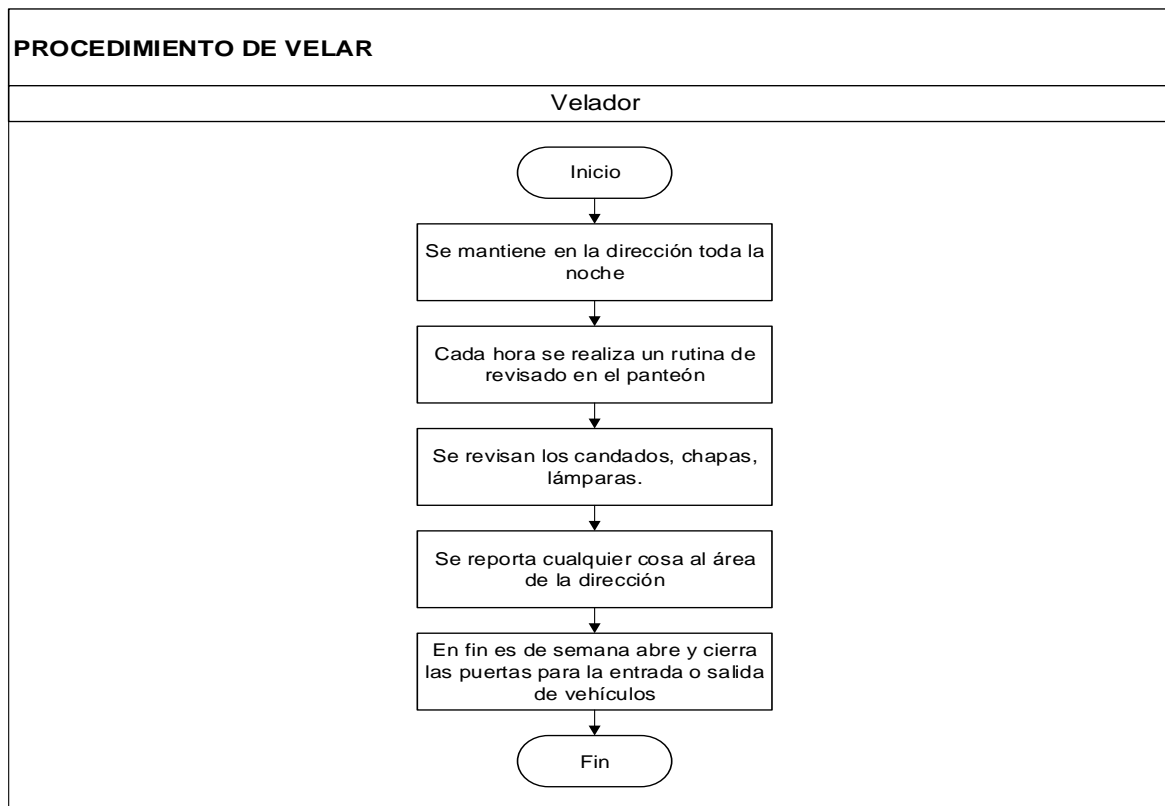 PROCEDIMIENTO DE VELAR
Velador
Inicio
Se mantiene en la dirección toda la
noche
Cada hora se realiza un rutina de
revisado en el panteón
Se revisan los candados, chapas,
lámparas.
Se reporta cualquier cosa al área
de la dirección
En fin es de semana abre y cierra
las puertas para la entrada o salida
de vehículos
Fin